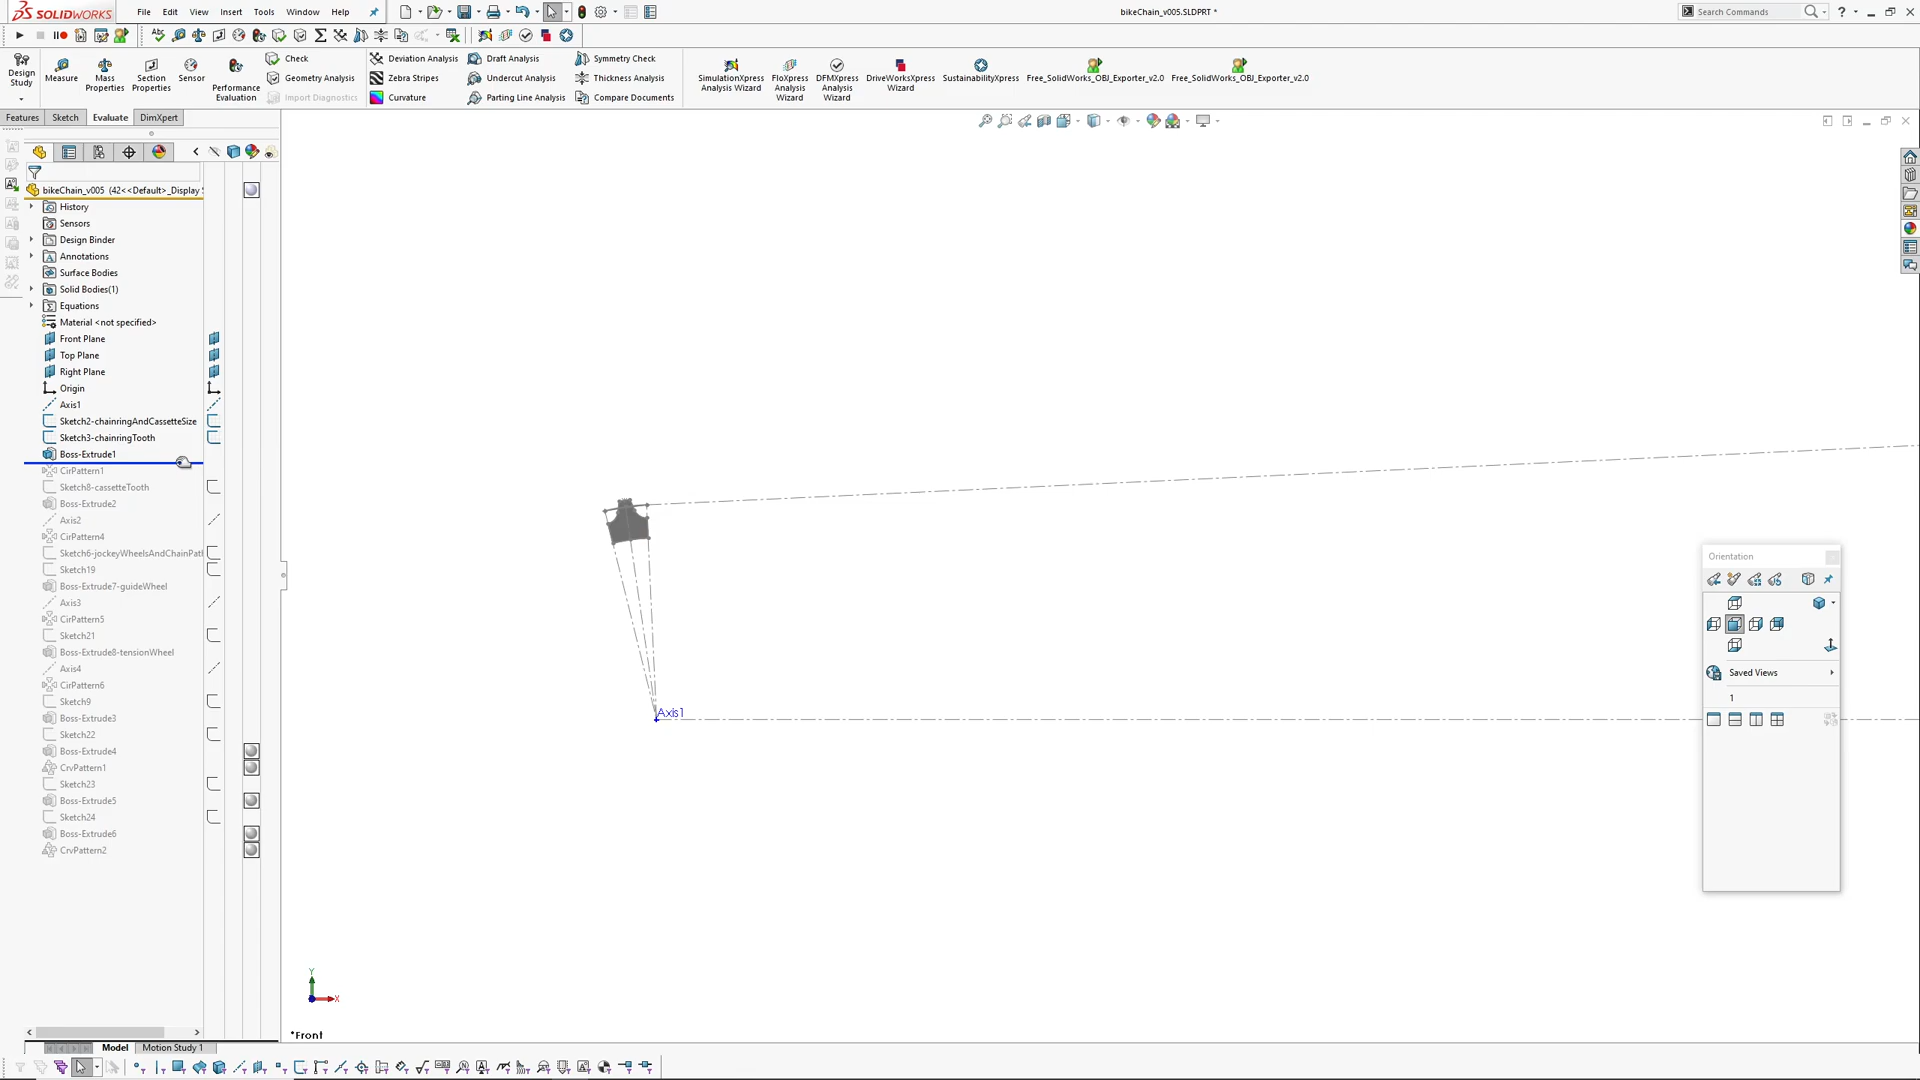 SOLIDWORKS
File Edit View Insert Tools Window Help
bikeChain_v005.SLDPRT *
Search Commands
Design Study
Measure
Mass Properties
Section Properties
Sensor
Performance Evaluation
Check
Geometry Analysis
Import Diagnostics
Deviation Analysis
Zebra Stripes
Curvature
Draft Analysis
Undercut Analysis
Parting Line Analysis
Symmetry Check
Thickness Analysis
Compare Documents
SimulationXpress Analysis Wizard
FloXpress Analysis Wizard
DFMXpress Analysis Wizard
DriveWorksXpress Wizard
SustainabilityXpress
Free_SolidWorks_OBJ_Exporter_v2.0
Free_SolidWorks_OBJ_Exporter_v2.0
Features Sketch Evaluate DimXpert
bikeChain_v005 (42<<Default>_Display
History
Sensors
Design Binder
Annotations
Surface Bodies
Solid Bodies(1)
Equations
Material <not specified>
Front Plane
Top Plane
Right Plane
Origin
Axis1
Sketch2-chainringAndCassetteSize
Sketch3-chainringTooth
Boss-Extrude1
CirPattern1
Sketch8-cassetteTooth
Boss-Extrude2
Axis2
CirPattern4
Sketch6-jockeyWheelsAndChainPat
Sketch19
Boss-Extrude7-guideWheel
Axis3
CirPattern5
Sketch21
Boss-Extrude8-tensionWheel
Axis4
CirPattern6
Sketch9
Boss-Extrude3
Sketch22
Boss-Extrude4
CrvPattern1
Sketch23
Boss-Extrude5
Sketch24
Boss-Extrude6
CrvPattern2
Axis1
Orientation
Saved Views
1
Y
X
*Front
Model Motion Study 1